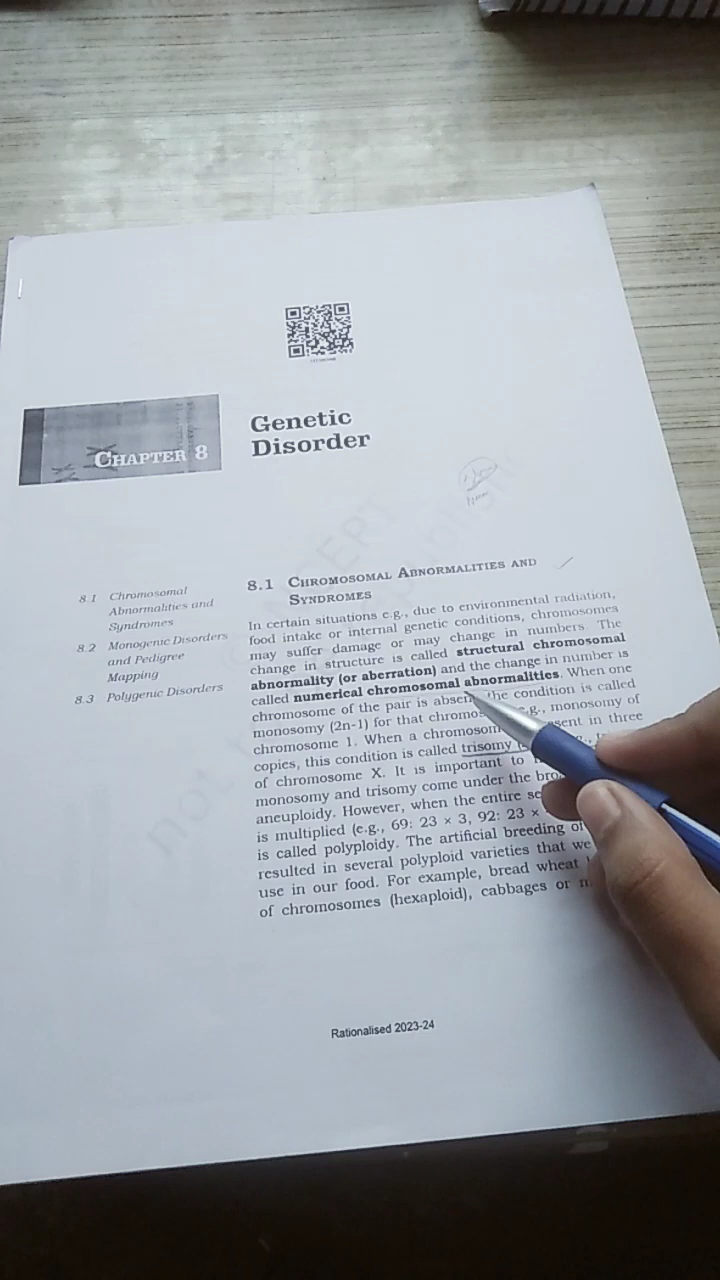 Genetic
Disorder
CHAPTER 8
8.1 Chromosomal
Abnormalities and
Syndromes
8.2 Monogenic Disorders
and Pedigree
Mapping
8.3 Polygenic Disorders
8.1 CHROMOSOMAL ABNORMALITIES AND
SYNDROMES
In certain situations e.g., due to environmental radiation,
food intake or internal genetic conditions, chromosomes
may suffer damage or may change in numbers. The
change in structure is called structural chromosomal
abnormality (or aberration) and the change in number is
called numerical chromosomal abnormalities. When one
chromosome of the pair is absent, the condition is called
monosomy (2n-1) for that e.g., monosomy of
chromosome 1. When a in three
copies, this condition is called trisomy
of chromosome X. It is important to
monosomy and trisomy come under the
aneuploidy. However, when the entire
is multiplied (e.g., 69: 23 × 3, 92: 23 ×
is called polyploidy. The artificial breeding
resulted in several polyploid varieties that we
use in our food. For example, bread wheat
of chromosomes (hexaploid), cabbages or
Rationalised 2023-24